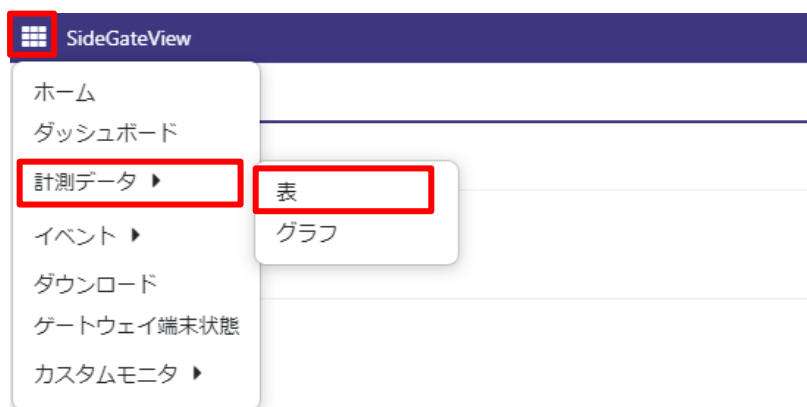 SideGateView
ホーム
ダッシュボード
計測データ
表
グラフ
イベント
ダウンロード
ゲートウェイ端末状態
カスタムモニタ